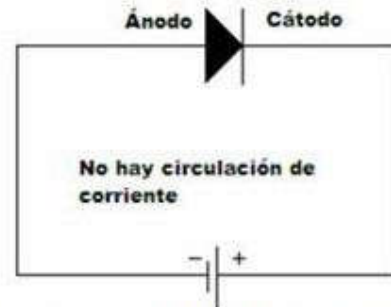 Ánodo Cátodo
No hay circulación de
corriente
- +